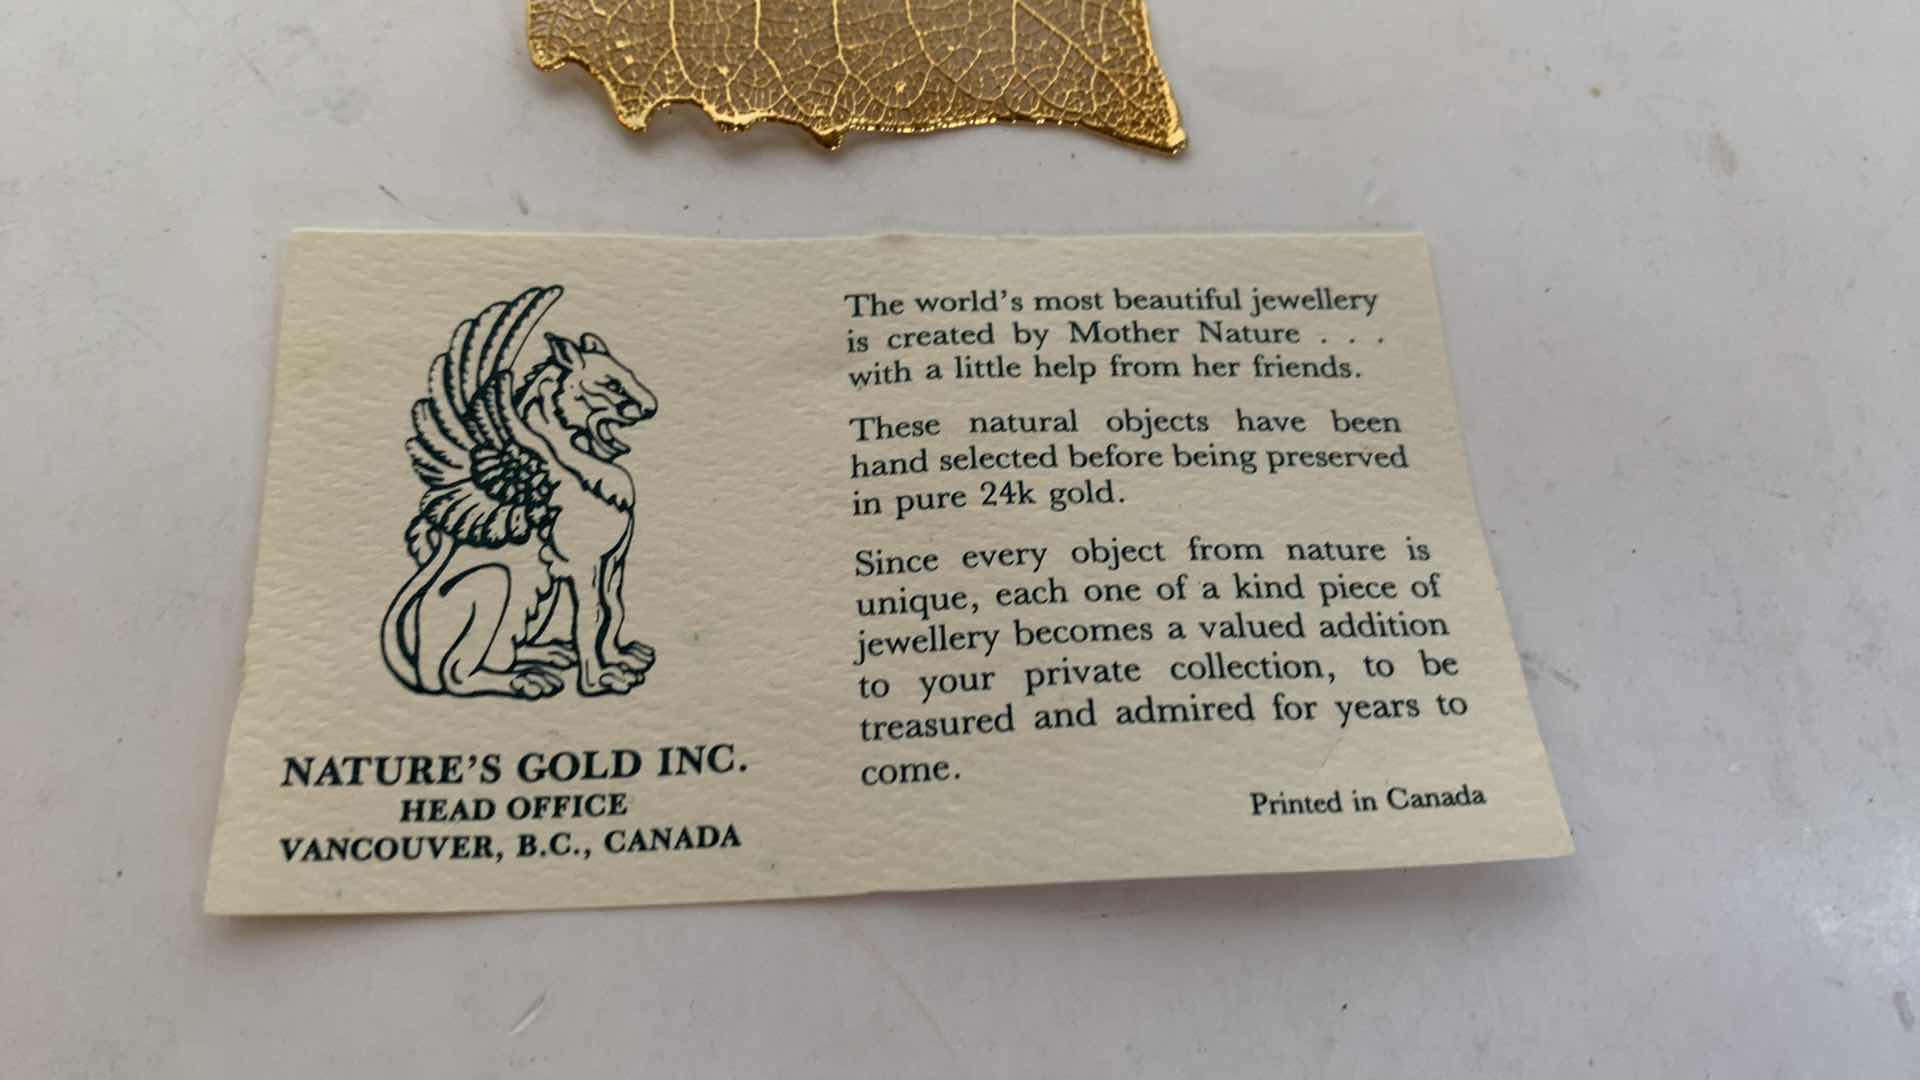 NATURE'S GOLD INC.
HEAD OFFICE
VANCOUVER, B.C., CANADA
The world's most beautiful jewellery
is created by Mother Nature . . .
with a little help from her friends.
These natural objects have been
hand selected before being preserved
in pure 24k gold.
Since every object from nature is
unique, each one of a kind piece of
jewellery becomes a valued addition
to your private collection, to be
treasured and admired for years to
come.
Printed in Canada